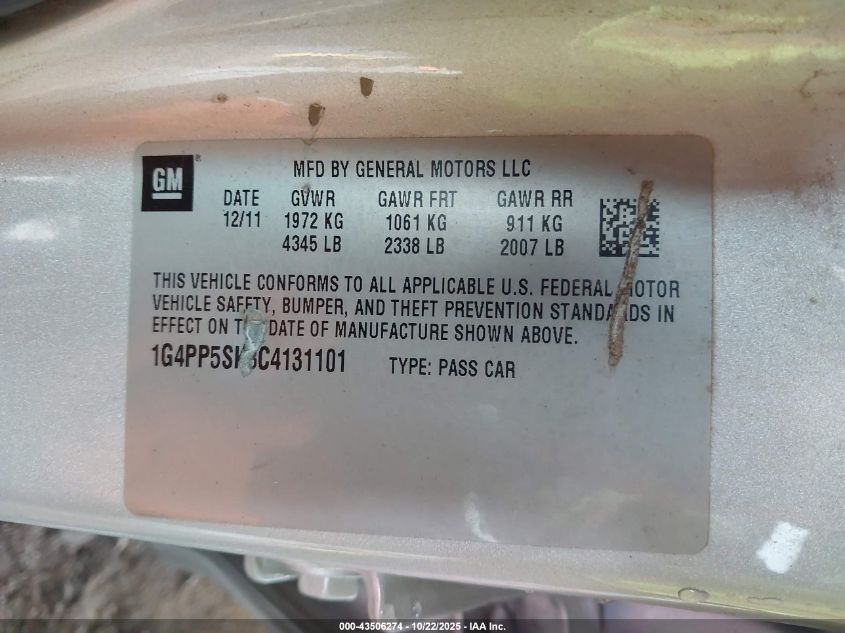 GM
MFD BY GENERAL MOTORS LLC
DATE GVWR GAWR FRT GAWR RR
12/11 1972 KG 1061 KG 911 KG
4345 LB 2338 LB 2007 LB
THIS VEHICLE CONFORMS TO ALL APPLICABLE U.S. FEDERAL MOTOR
VEHICLE SAFETY, BUMPER, AND THEFT PREVENTION STANDARDS IN
EFFECT ON THE DATE OF MANUFACTURE SHOWN ABOVE.
1G4PP5SK3C4131101 TYPE: PASS CAR
000-43506274 - 10/22/2025 - IAA Inc.